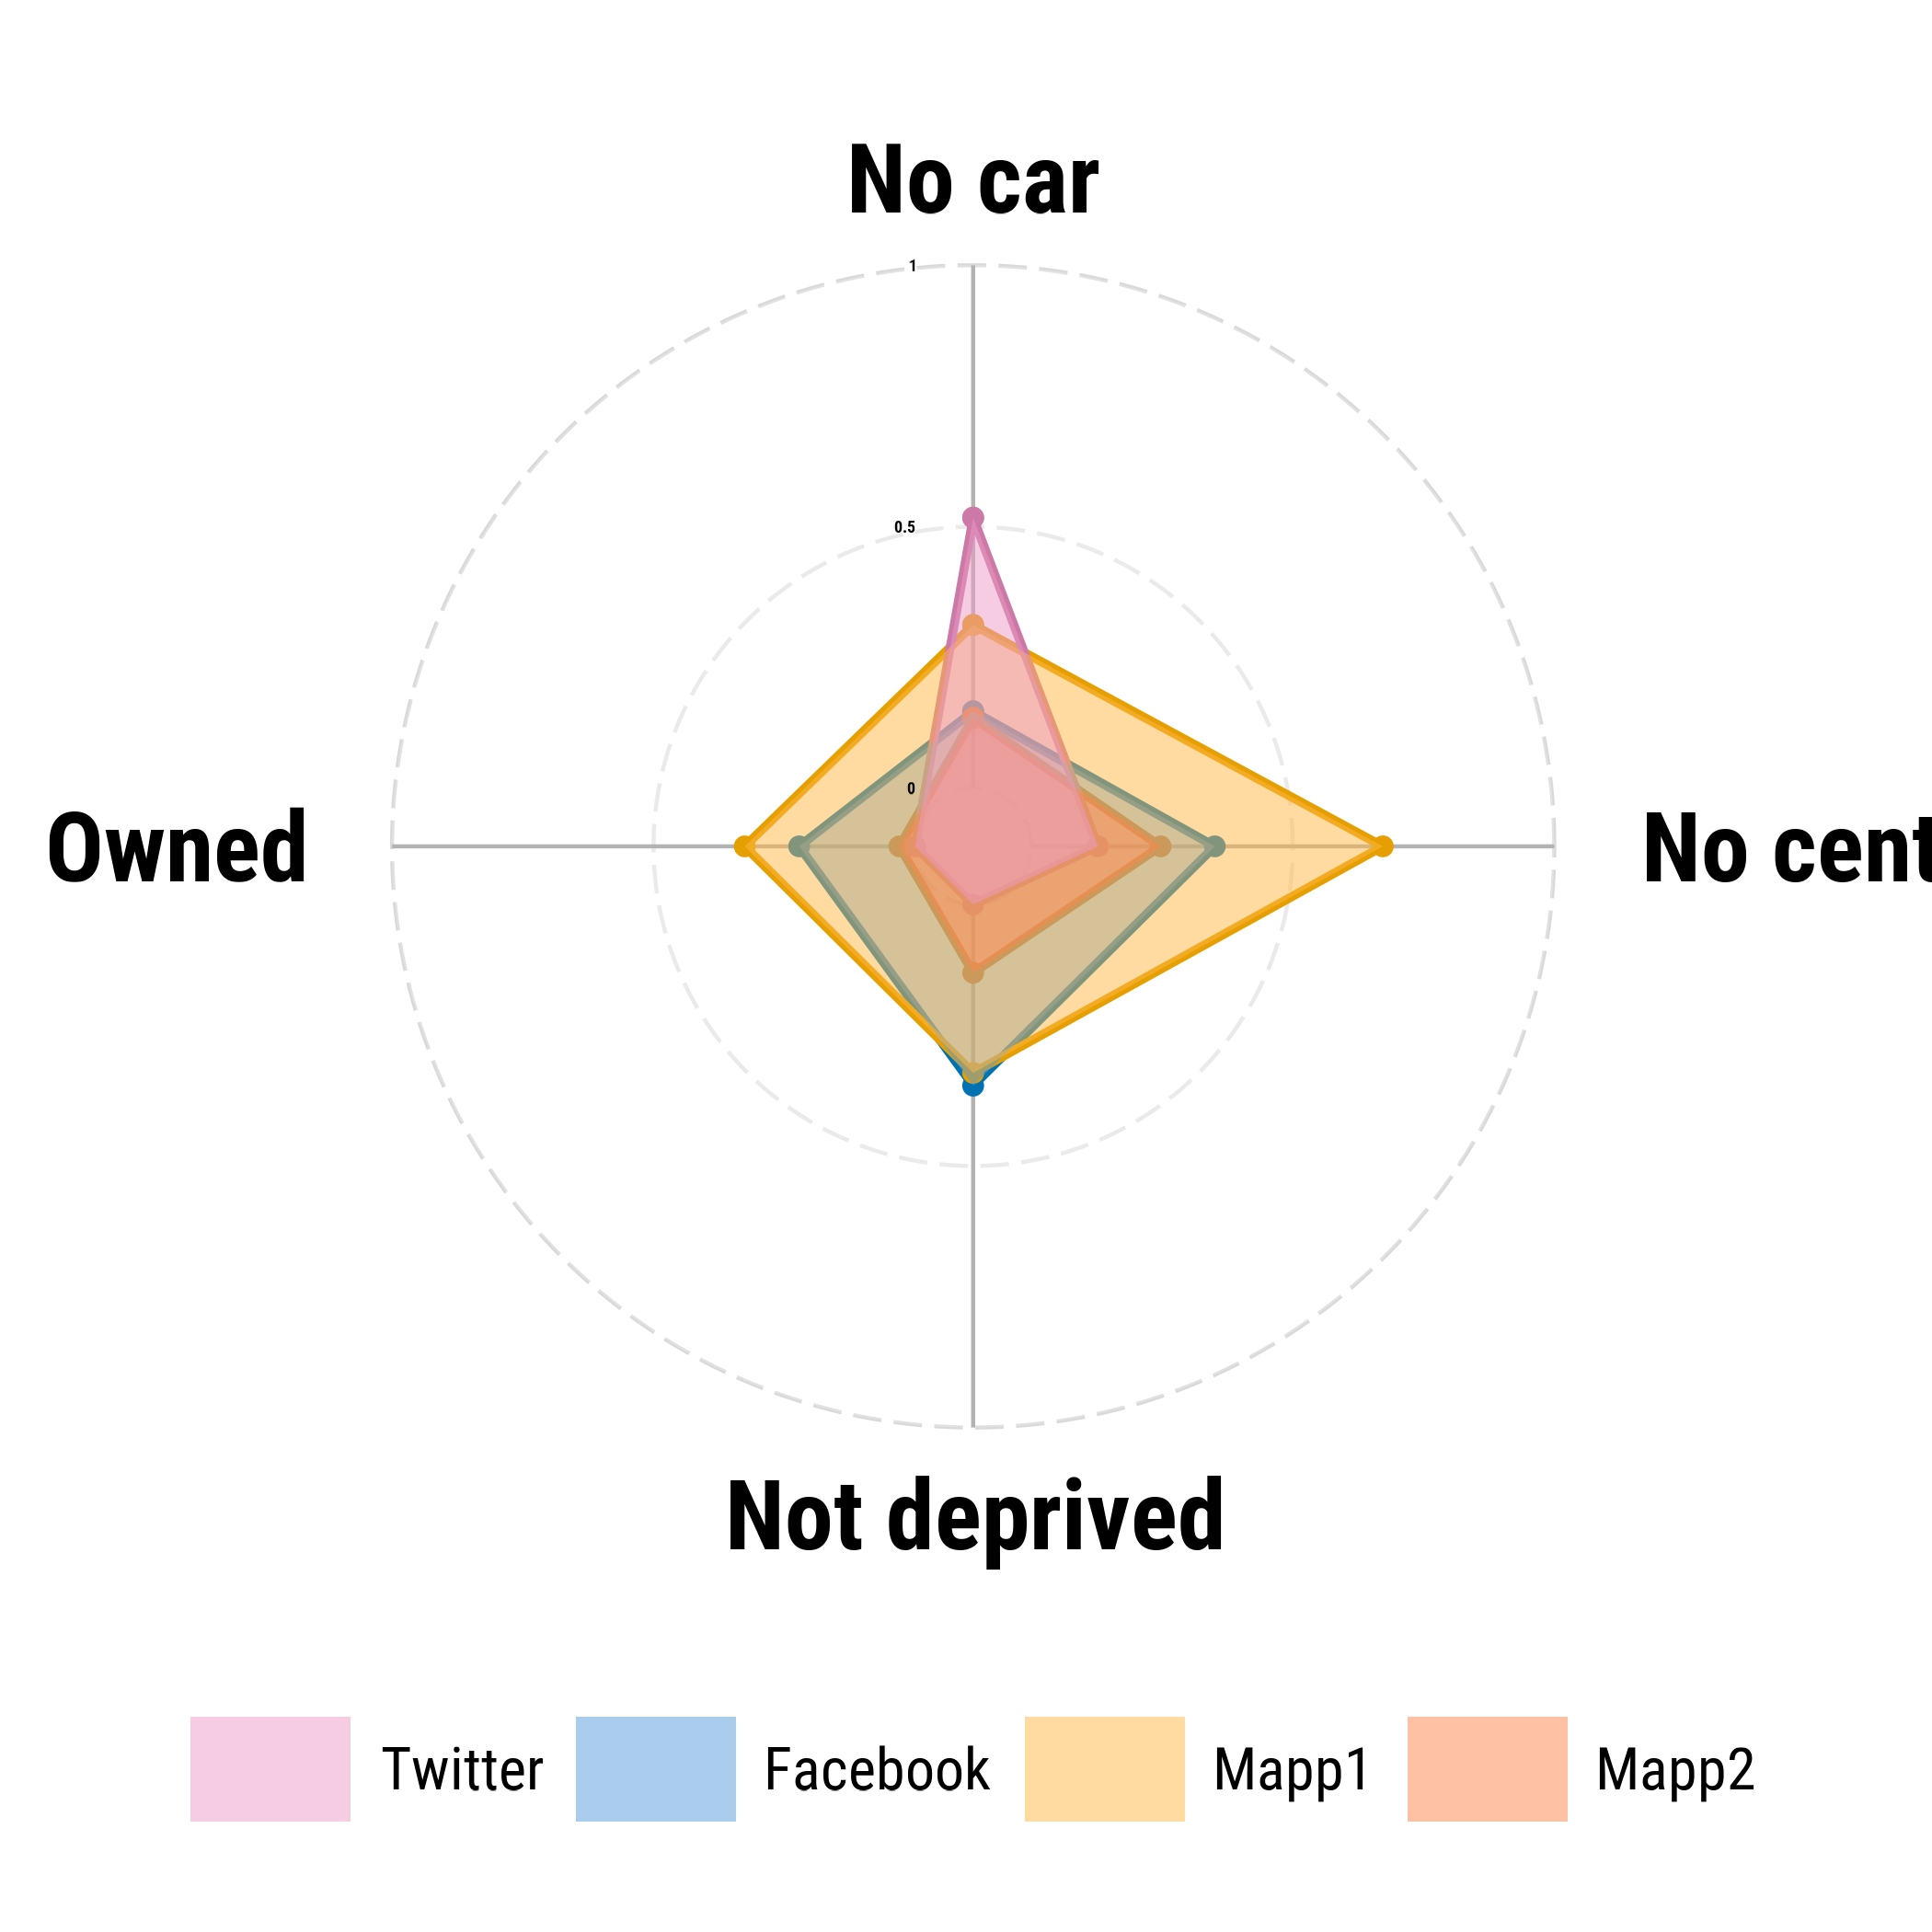 No car
1
0.5
0
Owned
No cent
Not deprived
Twitter
Facebook
Mapp1
Mapp2